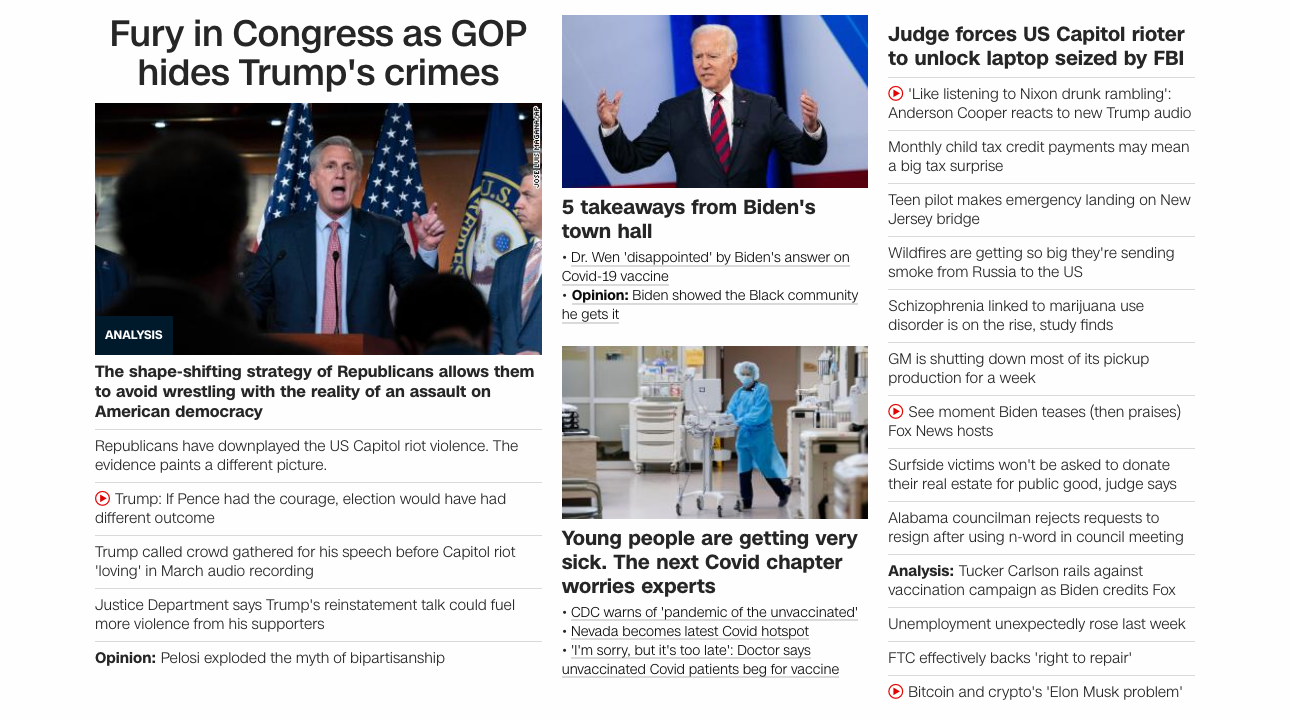 Fury in Congress as GOP
hides Trump's crimes
JOSE LUIS MAGANA/AP
ANALYSIS
The shape-shifting strategy of Republicans allows them
to avoid wrestling with the reality of an assault on
American democracy
Republicans have downplayed the US Capitol riot violence. The
evidence paints a different picture.
Trump: If Pence had the courage, election would have had
different outcome
Trump called crowd gathered for his speech before Capitol riot
'loving' in March audio recording
Justice Department says Trump's reinstatement talk could fuel
more violence from his supporters
Opinion: Pelosi exploded the myth of bipartisanship
5 takeaways from Biden's
town hall
• Dr. Wen 'disappointed' by Biden's answer on
Covid-19 vaccine
• Opinion: Biden showed the Black community
he gets it
Young people are getting very
sick. The next Covid chapter
worries experts
• CDC warns of 'pandemic of the unvaccinated'
• Nevada becomes latest Covid hotspot
• 'I'm sorry, but it's too late': Doctor says
unvaccinated Covid patients beg for vaccine
Judge forces US Capitol rioter
to unlock laptop seized by FBI
'Like listening to Nixon drunk rambling':
Anderson Cooper reacts to new Trump audio
Monthly child tax credit payments may mean
a big tax surprise
Teen pilot makes emergency landing on New
Jersey bridge
Wildfires are getting so big they're sending
smoke from Russia to the US
Schizophrenia linked to marijuana use
disorder is on the rise, study finds
GM is shutting down most of its pickup
production for a week
See moment Biden teases (then praises)
Fox News hosts
Surfside victims won't be asked to donate
their real estate for public good, judge says
Alabama councilman rejects requests to
resign after using n-word in council meeting
Analysis: Tucker Carlson rails against
vaccination campaign as Biden credits Fox
Unemployment unexpectedly rose last week
FTC effectively backs 'right to repair'
Bitcoin and crypto's 'Elon Musk problem'